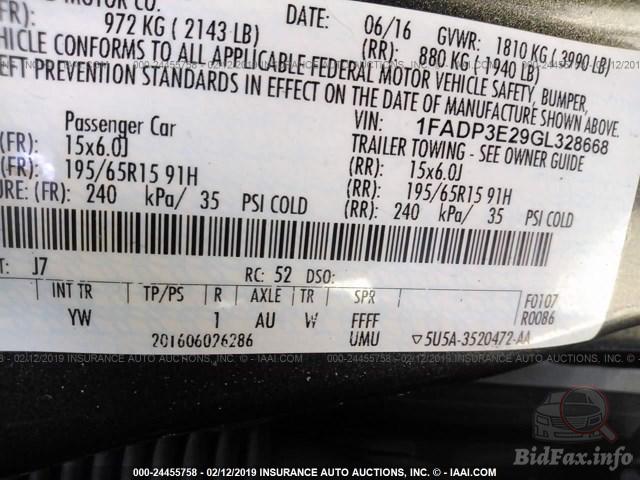 MOTOR CO.
FR): 972 KG ( 2143 LB)
DATE: 06/16
GVWR: 1810 KG ( 3990 LB)
(RR): 880 KG ( 1940 LB)
VEHICLE CONFORMS TO ALL APPLICABLE FEDERAL MOTOR VEHICLE SAFETY, BUMPER,
THEFT PREVENTION STANDARDS IN EFFECT ON THE DATE OF MANUFACTURE SHOWN ABOVE.
000-24455758 - 02/12/2019 INSURANCE AUTO AUCTIONS, INC. - © IAAI.COM
VIN: 1FADP3E29GL328668
Passenger Car
TRAILER TOWING - SEE OWNER GUIDE
FR): 15x6.0J
(RR): 15x6.0J
FR): 195/65R15 91H
(RR): 195/65R15 91H
URE: (FR): 240 kPa/ 35 PSI COLD
(RR): 240 kPa/ 35 PSI COLD
T: J7
RC: 52 DSO:
INT TR TP/PS R AXLE TR SPR
F0107
R0086
YW 1 AU W FFFF
201606026286 UMU ▽5U5A-3520472-AA
BidFax.info
000-24455758 - 02/12/2019 INSURANCE AUTO AUCTIONS, INC. - © IAAI.COM